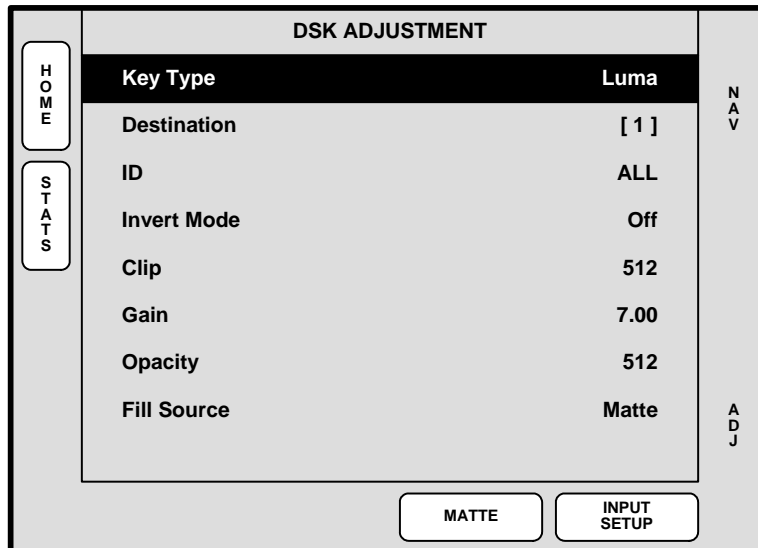 DSK ADJUSTMENT
HOME
STATS
Key Type Luma
Destination [ 1 ]
ID ALL
Invert Mode Off
Clip 512
Gain 7.00
Opacity 512
Fill Source Matte
NAV
ADJ
MATTE
INPUT
SETUP